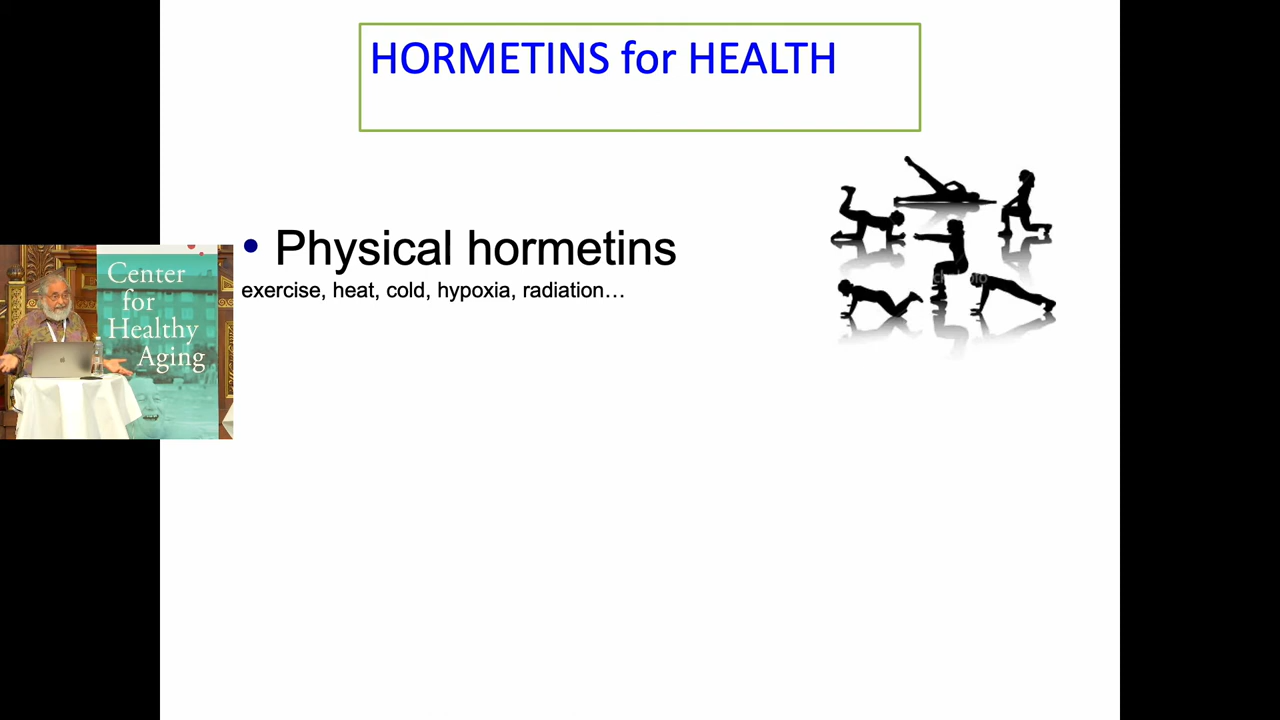 HORMETINS for HEALTH
• Physical hormetins
exercise, heat, cold, hypoxia, radiation…
Center
for
Healthy
Aging